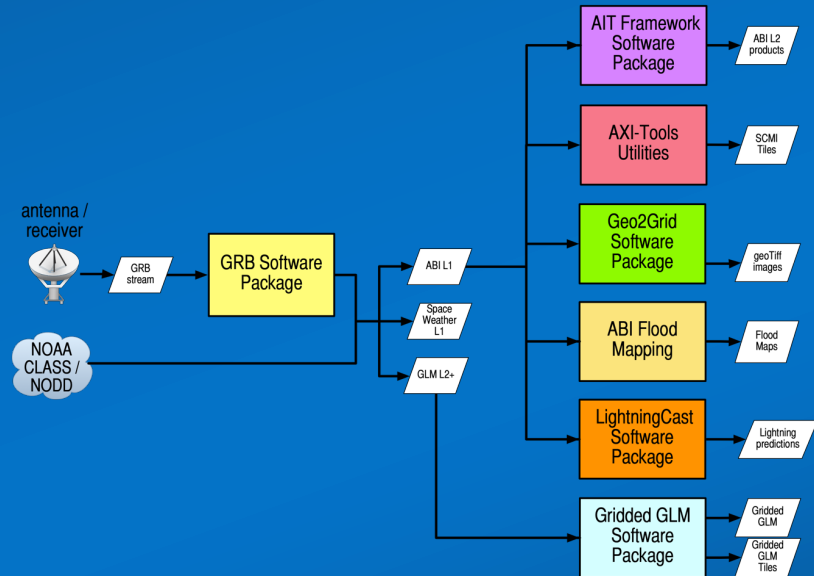 antenna /
receiver
GRB
stream
GRB Software
Package
NOAA
CLASS /
NODD
ABI L1
Space
Weather
L1
GLM L2+
AIT Framework
Software
Package
ABI L2
products
AXI-Tools
Utilities
SCMI
Tiles
Geo2Grid
Software
Package
geoTiff
images
ABI Flood
Mapping
Flood
Maps
LightningCast
Software
Package
Lightning
predictions
Gridded GLM
Software
Package
Gridded
GLM
Gridded
GLM
Tiles